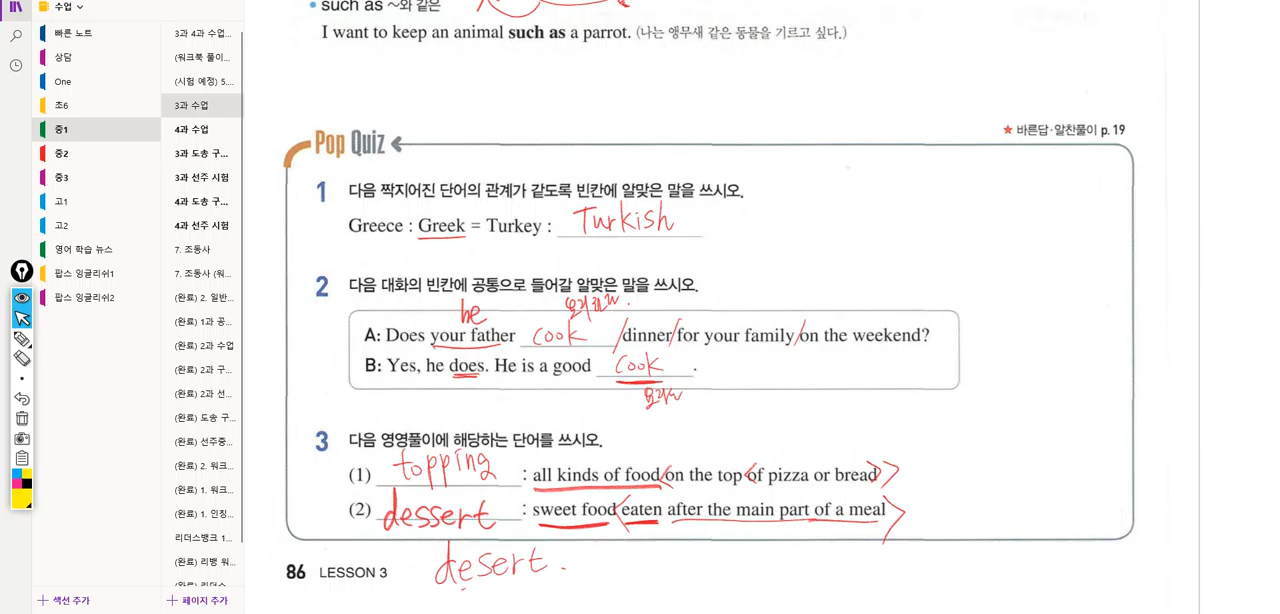 수업
such as ~와 같은
I want to keep an animal such as a parrot. (나는 앵무새 같은 동물을 기르고 싶다.)
빠른 노트
상담
One
초6
중1
중2
중3
고1
고2
영어 학습 뉴스
팝스 잉글리쉬1
팝스 잉글리쉬2
섹션 추가
3과 4과 수업...
(워크북 풀이...
(시험 예정) 5....
3과 수업
4과 수업
3과 도송 구...
3과 선주 시험
4과 도송 구...
4과 선주 시험
7. 조동사
7. 조동사 (워...
(완료) 2. 일반...
(완료) 1과 공...
(완료) 2과 수업
(완료) 2과 구...
(완료) 2과 선...
(완료) 도송 구...
(완료) 선주중...
(완료) 2. 워크...
(완료) 1. 워크...
(완료) 1. 인칭...
리더스뱅크 1...
(완료) 리뱅 워...
페이지 추가
Pop Quiz
★ 바른답·알찬풀이 p. 19
1 다음 짝지어진 단어의 관계가 같도록 빈칸에 알맞은 말을 쓰시오.
Greece : Greek = Turkey : Turkish
2 다음 대화의 빈칸에 공통으로 들어갈 알맞은 말을 쓰시오.
he
A: Does your father cook /dinner/for your family/on the weekend?
B: Yes, he does. He is a good cook .
3 다음 영영풀이에 해당하는 단어를 쓰시오.
(1) topping : all kinds of food on the top of pizza or bread
(2) dessert : sweet food eaten after the main part of a meal
desert.
86 LESSON 3